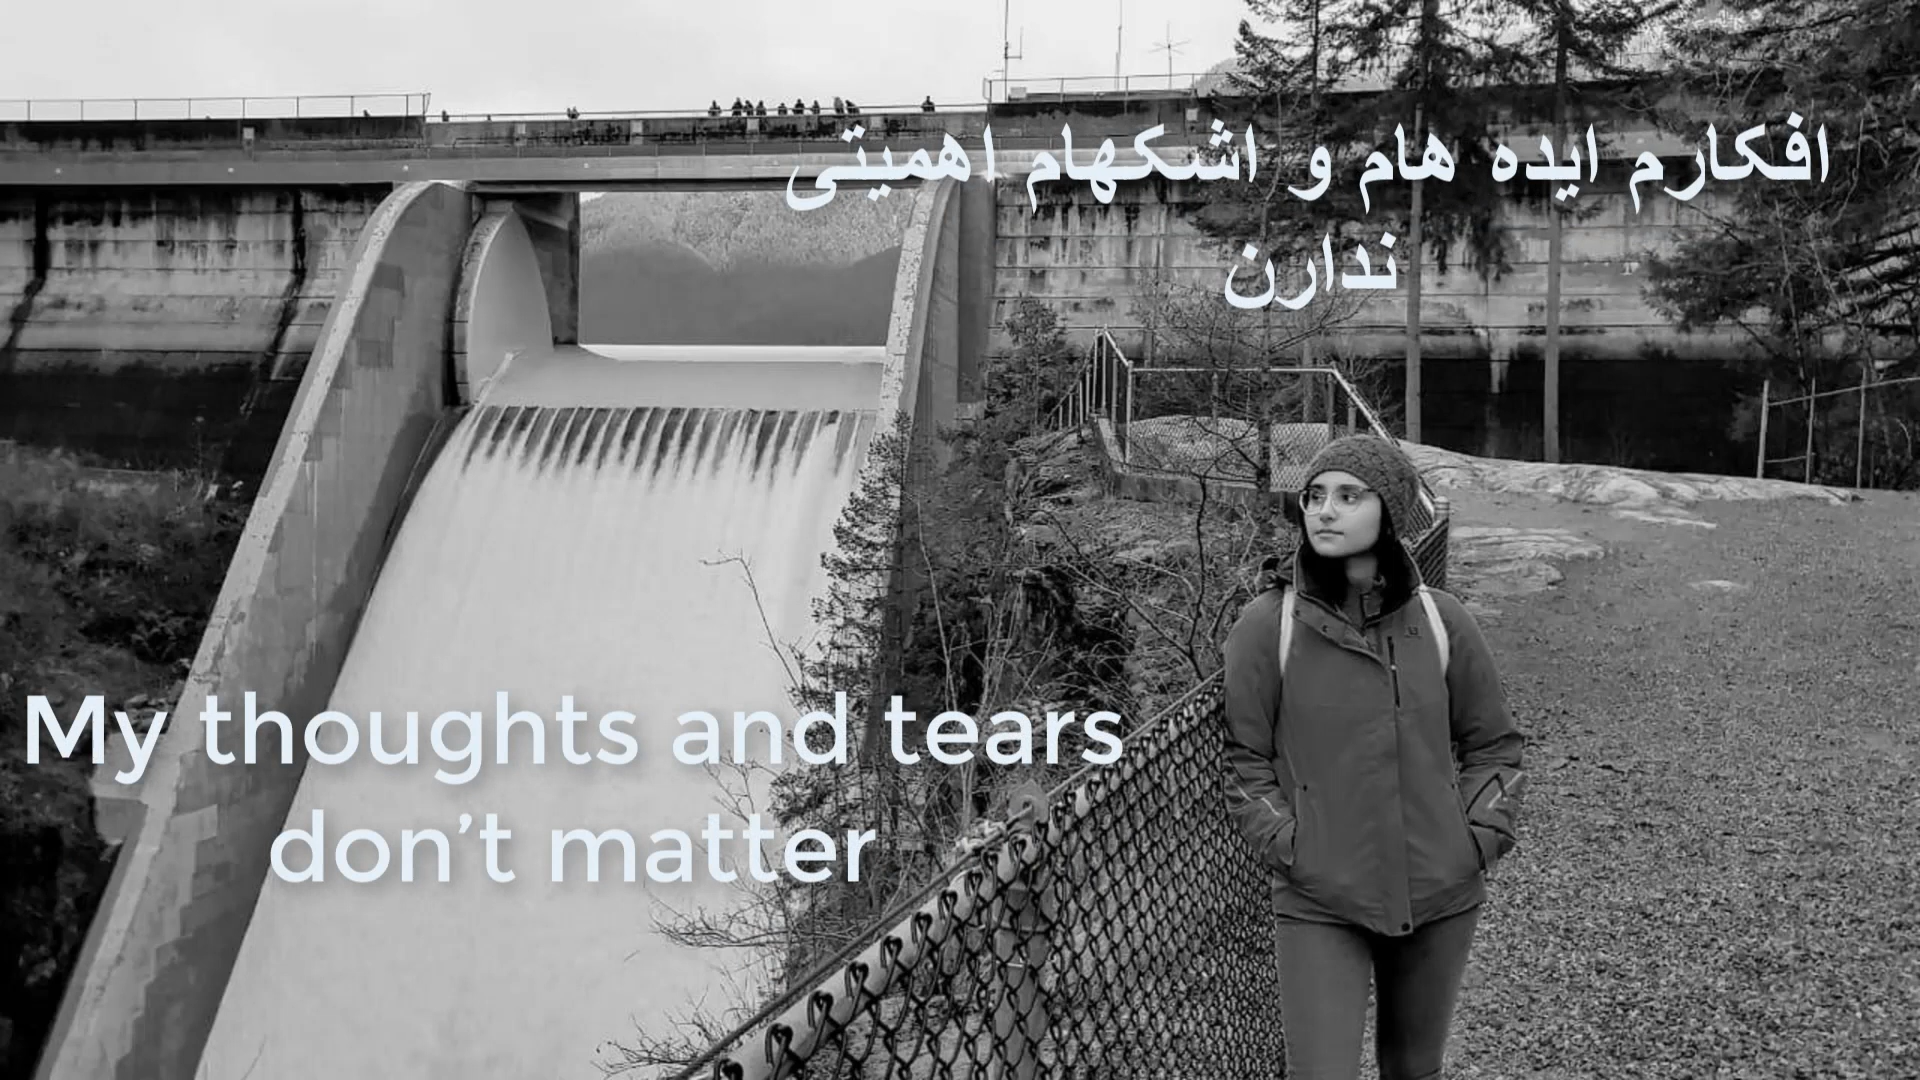 افکارم ایده هام و اشکهام اهمیتی
ندارن
My thoughts and tears
don’t matter